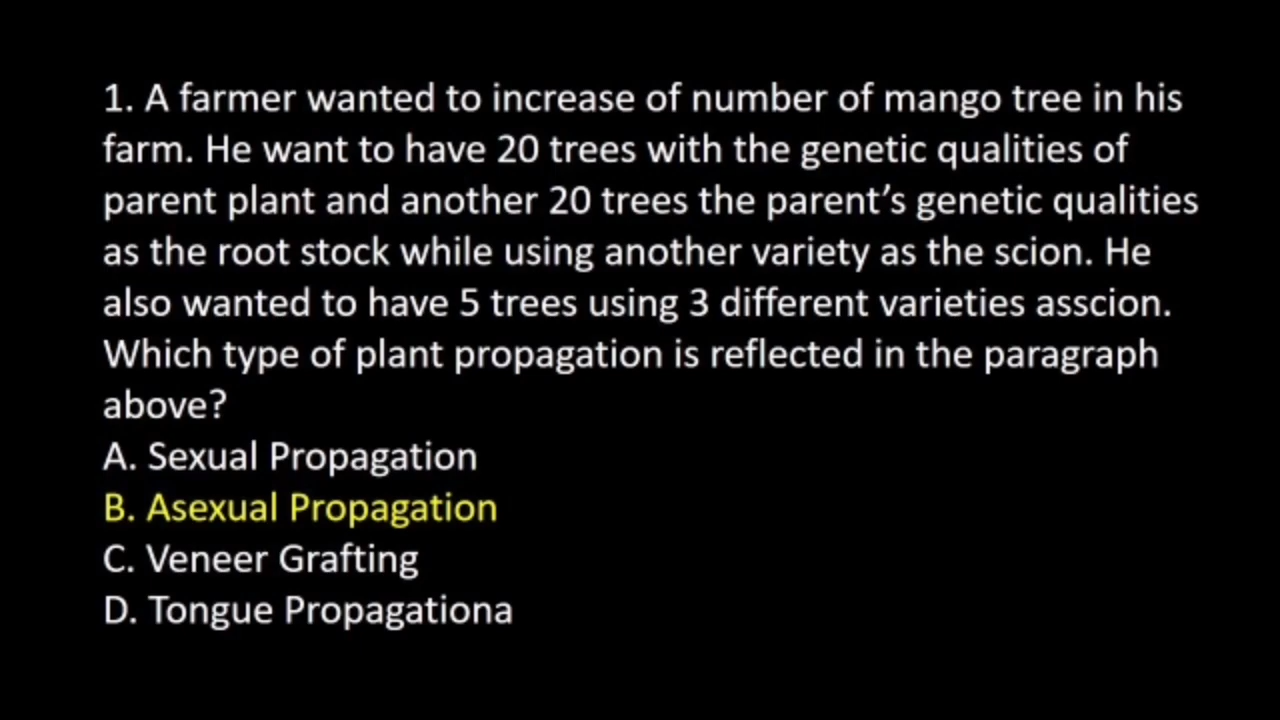 1. A farmer wanted to increase of number of mango tree in his
farm. He want to have 20 trees with the genetic qualities of
parent plant and another 20 trees the parent’s genetic qualities
as the root stock while using another variety as the scion. He
also wanted to have 5 trees using 3 different varieties asscion.
Which type of plant propagation is reflected in the paragraph
above?
A. Sexual Propagation
B. Asexual Propagation
C. Veneer Grafting
D. Tongue Propagationa